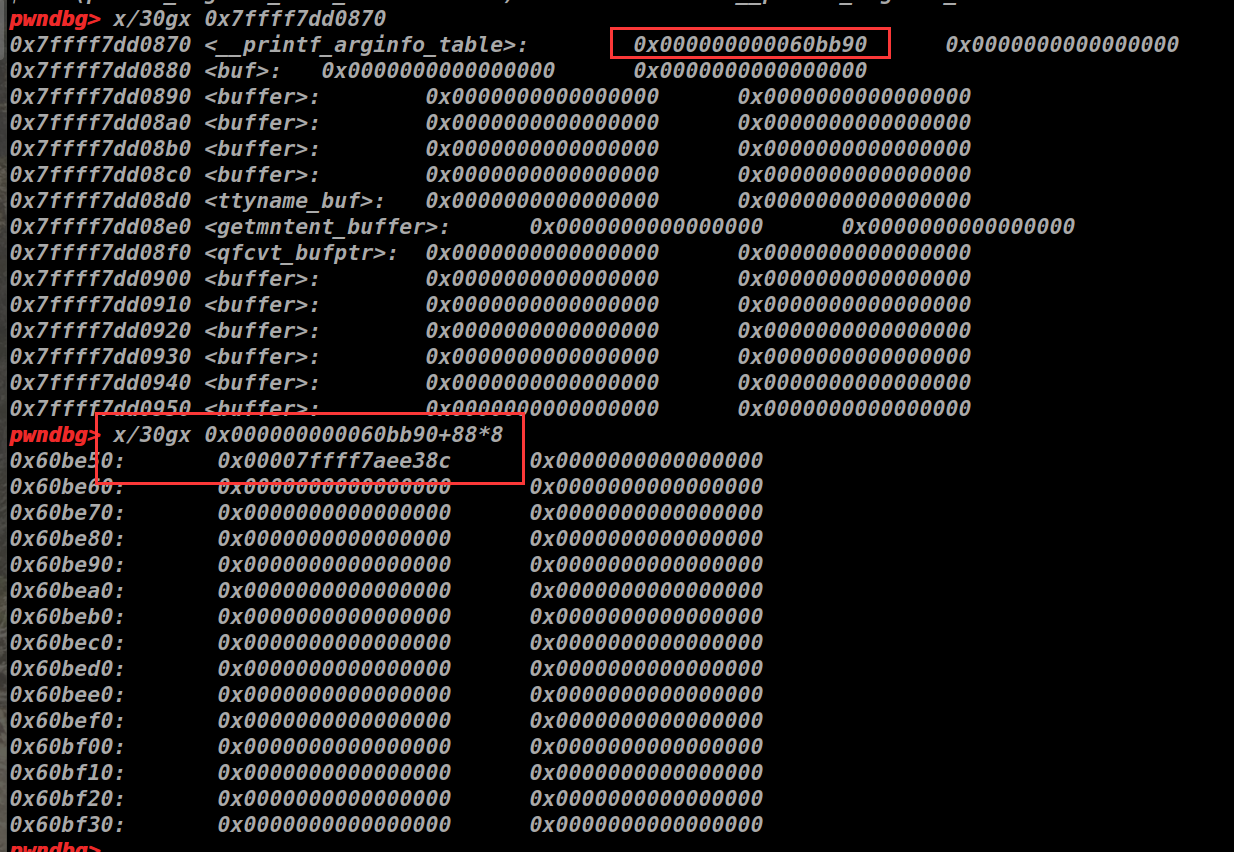 pwndbg> x/30gx 0x7ffff7dd0870
0x7ffff7dd0870 <__printf_arginfo_table>: 0x000000000060bb90 0x0000000000000000
0x7ffff7dd0880 <buf>: 0x0000000000000000 0x0000000000000000
0x7ffff7dd0890 <buffer>: 0x0000000000000000 0x0000000000000000
0x7ffff7dd08a0 <buffer>: 0x0000000000000000 0x0000000000000000
0x7ffff7dd08b0 <buffer>: 0x0000000000000000 0x0000000000000000
0x7ffff7dd08c0 <buffer>: 0x0000000000000000 0x0000000000000000
0x7ffff7dd08d0 <ttyname_buf>: 0x0000000000000000 0x0000000000000000
0x7ffff7dd08e0 <getmntent_buffer>: 0x0000000000000000 0x0000000000000000
0x7ffff7dd08f0 <qfcvt_bufptr>: 0x0000000000000000 0x0000000000000000
0x7ffff7dd0900 <buffer>: 0x0000000000000000 0x0000000000000000
0x7ffff7dd0910 <buffer>: 0x0000000000000000 0x0000000000000000
0x7ffff7dd0920 <buffer>: 0x0000000000000000 0x0000000000000000
0x7ffff7dd0930 <buffer>: 0x0000000000000000 0x0000000000000000
0x7ffff7dd0940 <buffer>: 0x0000000000000000 0x0000000000000000
0x7ffff7dd0950 <buffer>: 0x0000000000000000 0x0000000000000000
pwndbg> x/30gx 0x000000000060bb90+88*8
0x60be50: 0x00007ffff7aee38c 0x0000000000000000
0x60be60: 0x0000000000000000 0x0000000000000000
0x60be70: 0x0000000000000000 0x0000000000000000
0x60be80: 0x0000000000000000 0x0000000000000000
0x60be90: 0x0000000000000000 0x0000000000000000
0x60bea0: 0x0000000000000000 0x0000000000000000
0x60beb0: 0x0000000000000000 0x0000000000000000
0x60bec0: 0x0000000000000000 0x0000000000000000
0x60bed0: 0x0000000000000000 0x0000000000000000
0x60bee0: 0x0000000000000000 0x0000000000000000
0x60bef0: 0x0000000000000000 0x0000000000000000
0x60bf00: 0x0000000000000000 0x0000000000000000
0x60bf10: 0x0000000000000000 0x0000000000000000
0x60bf20: 0x0000000000000000 0x0000000000000000
0x60bf30: 0x0000000000000000 0x0000000000000000
pwndbg>